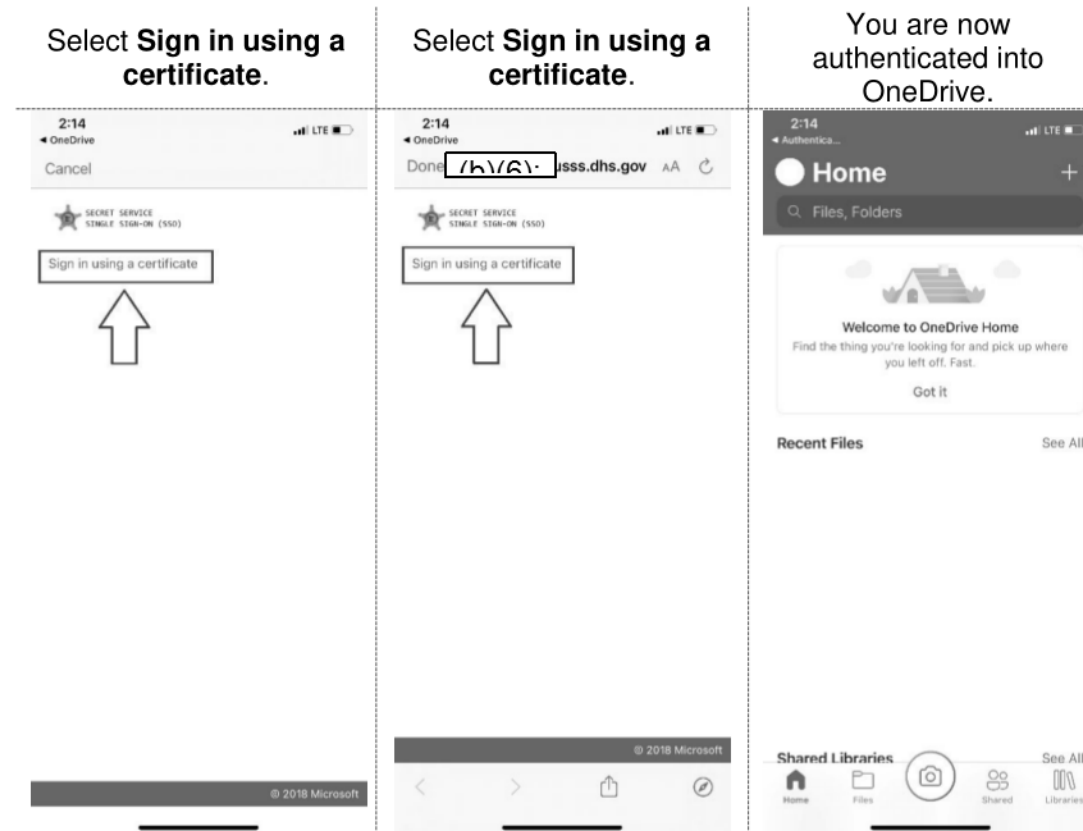 Select Sign in using a
certificate.
2:14
LTE
OneDrive
Cancel
SECRET SERVICE
SINGLE SIGN-ON (SSO)
Sign in using a certificate
© 2018 Microsoft
Select Sign in using a
certificate.
2:14
LTE
OneDrive
Done (b)(6); usss.dhs.gov AA
SECRET SERVICE
SINGLE SIGN-ON (SSO)
Sign in using a certificate
© 2018 Microsoft
You are now
authenticated into
OneDrive.
2:14
LTE
Authentica...
Home
Files, Folders
Welcome to OneDrive Home
Find the thing you're looking for and pick up where
you left off. Fast.
Got it
Recent Files See All
Shared Libraries See All
Home Files Shared Libraries